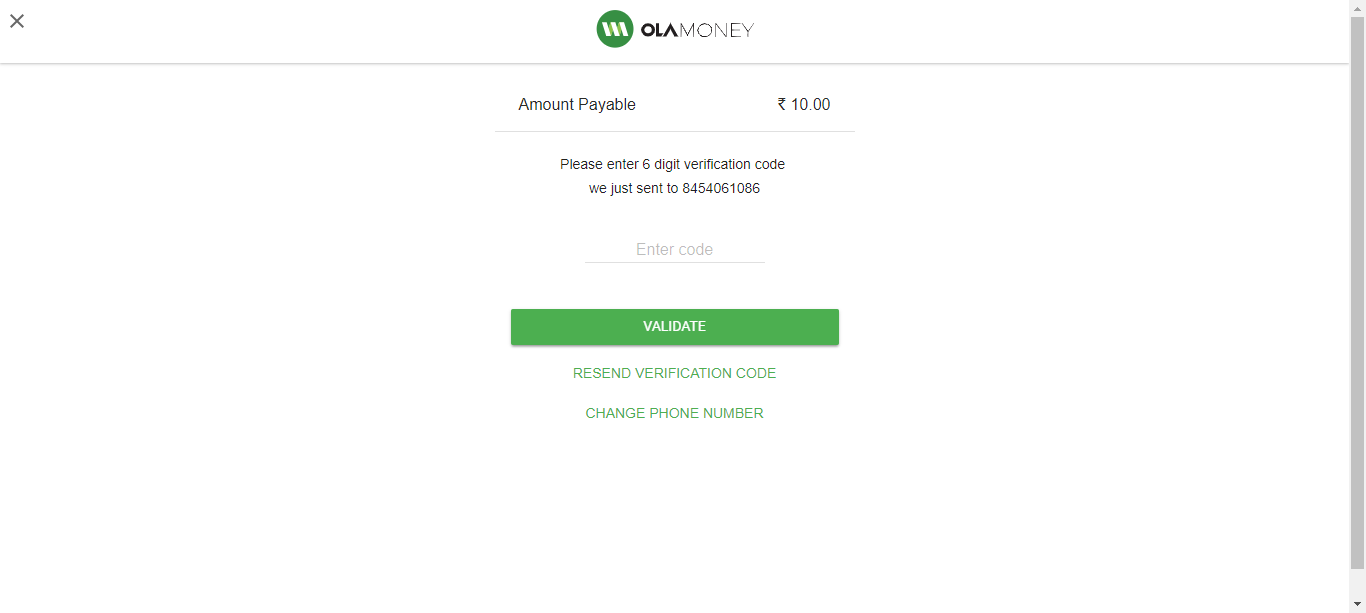 OLAMONEY
Amount Payable ₹ 10.00
Please enter 6 digit verification code
we just sent to 8454061086
Enter code
VALIDATE
RESEND VERIFICATION CODE
CHANGE PHONE NUMBER